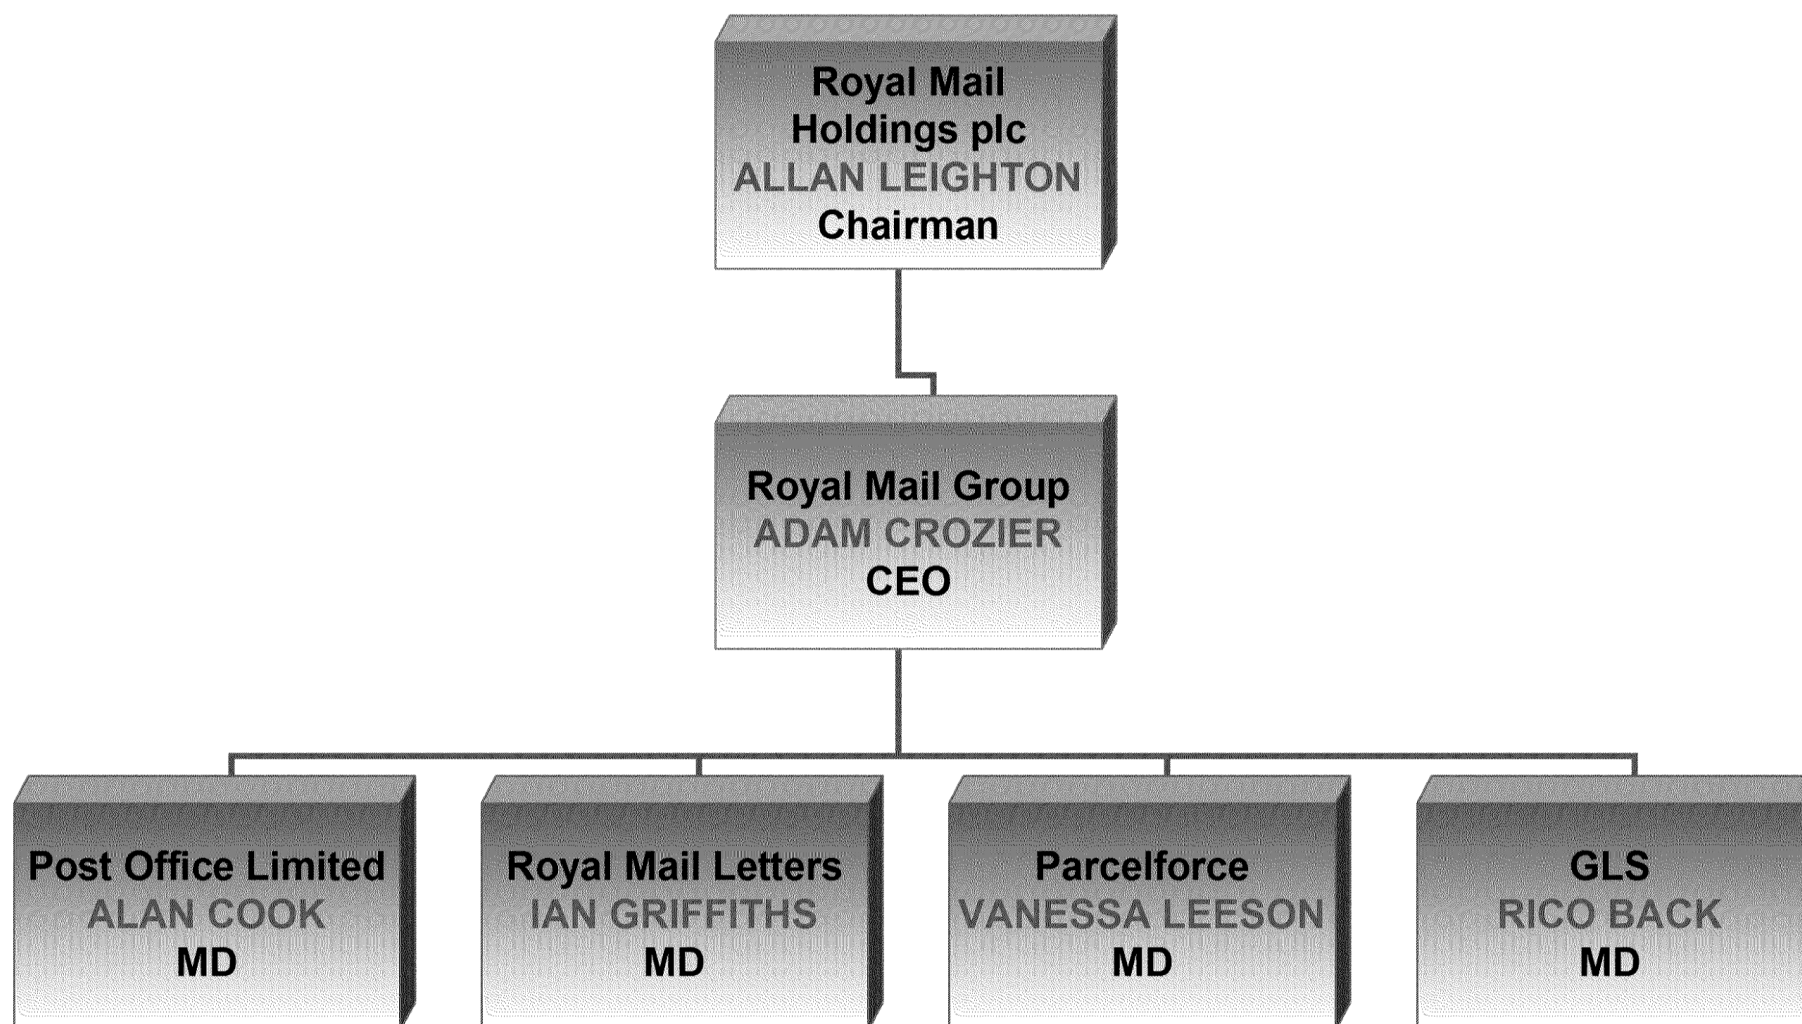 Royal Mail
Holdings plc
ALLAN LEIGHTON
Chairman
Royal Mail Group
ADAM CROZIER
CEO
Post Office Limited
ALAN COOK
MD
Royal Mail Letters
IAN GRIFFITHS
MD
Parcelforce
VANESSA LEESON
MD
GLS
RICO BACK
MD